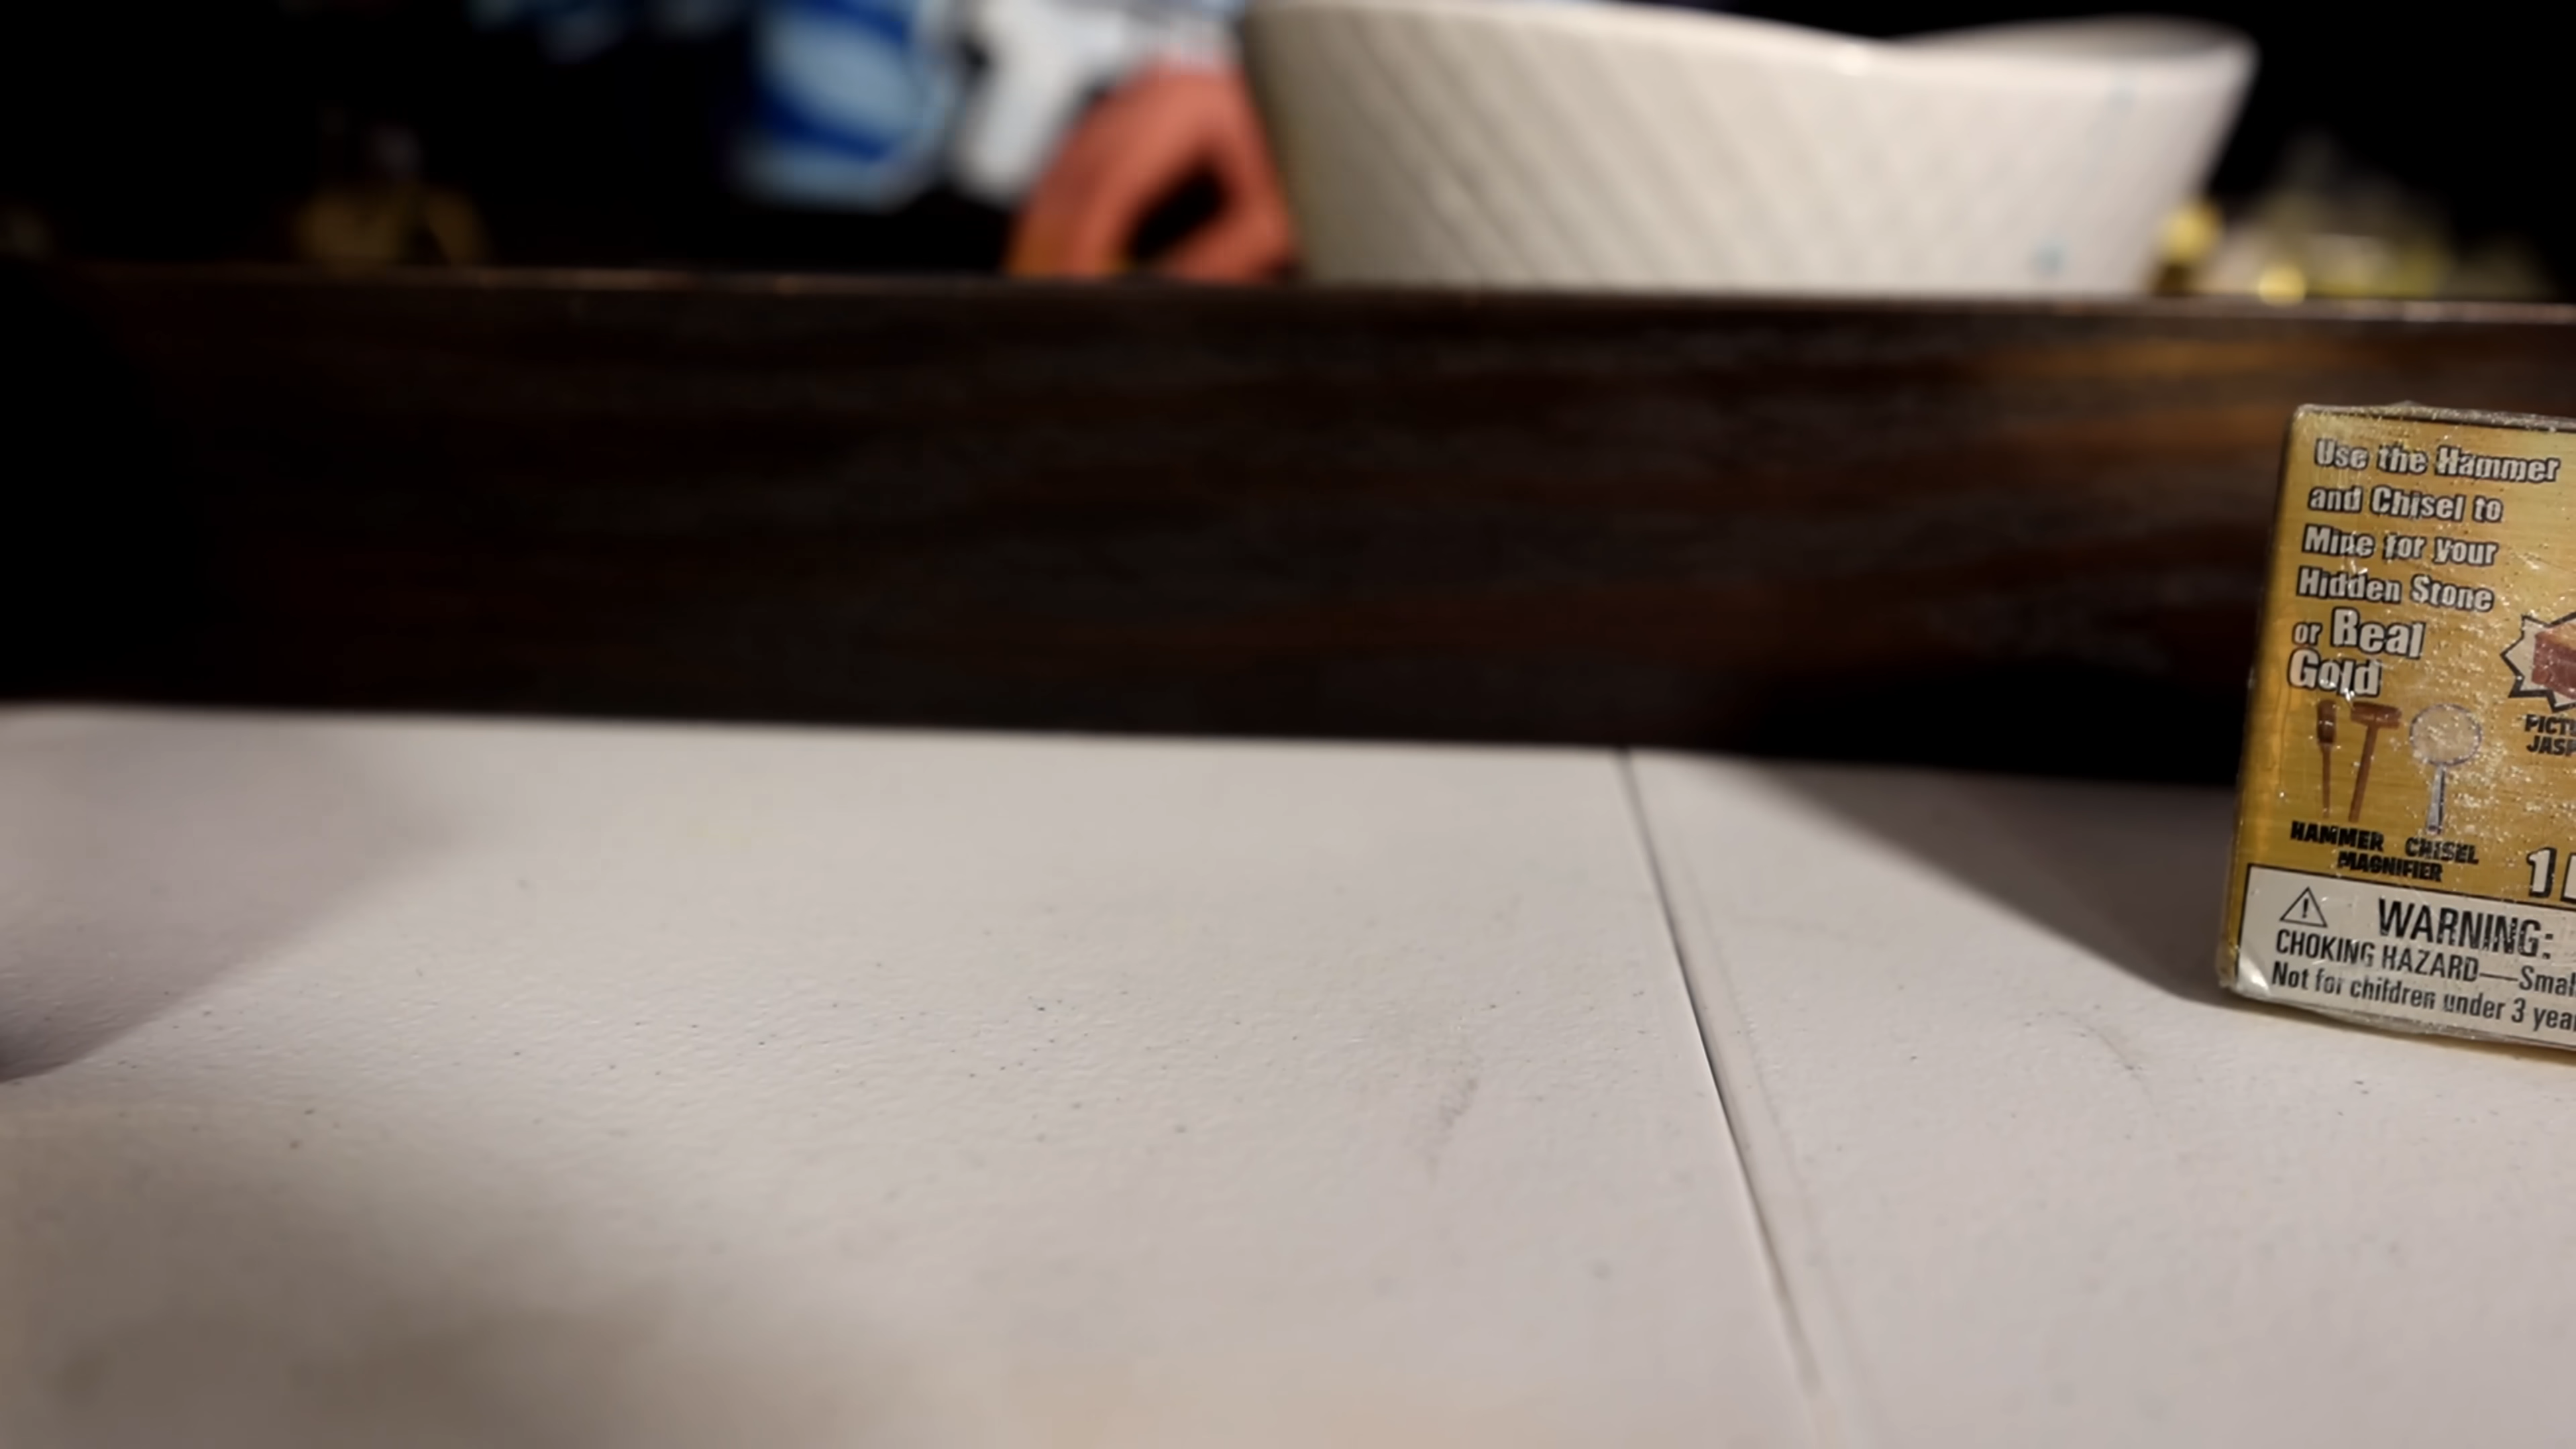 Use the Hammer
and Chisel to
Mine for your
Hidden Stone
or Real
Gold
HAMMER CHISEL
MAGNIFIER
WARNING:
CHOKING HAZARD—
Not for children under 3